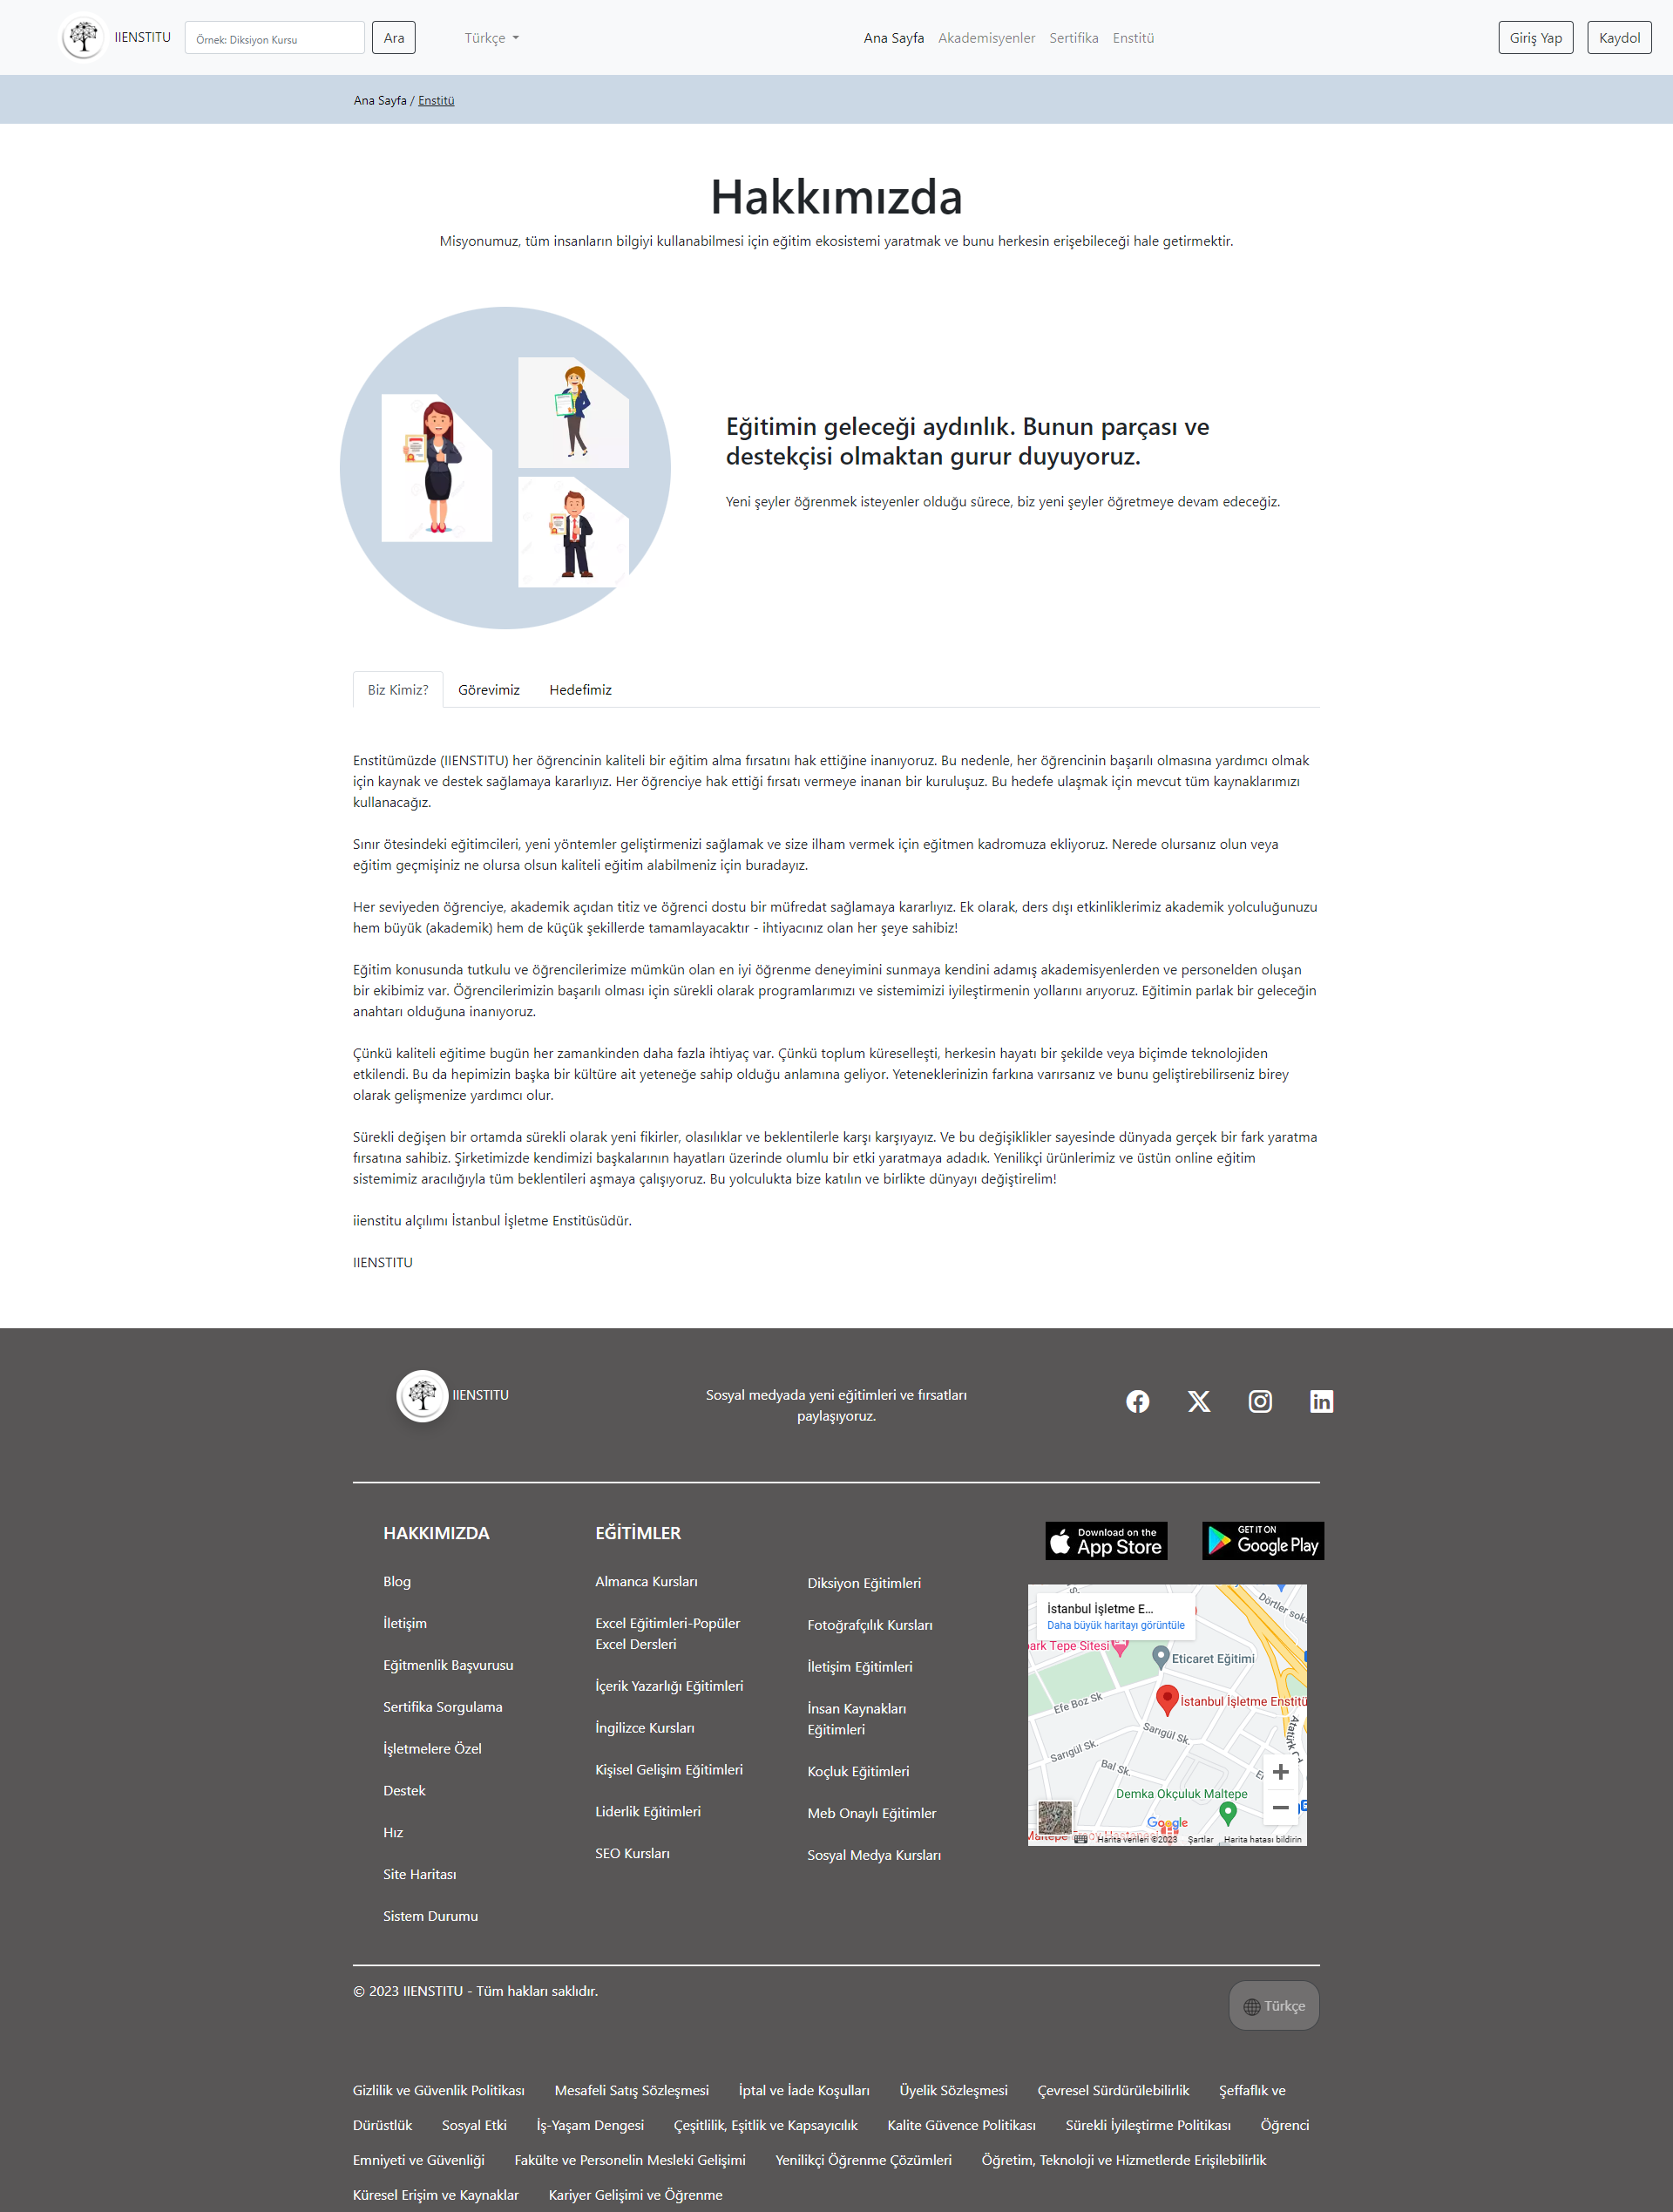 IIENSTITU
Örnek: Diksiyon Kursu
Ara
Türkçe
Ana Sayfa
Akademisyenler
Sertifika
Enstitü
Giriş Yap
Kaydol
Ana Sayfa / Enstitü
Hakkımızda
Misyonumuz, tüm insanların bilgiyi kullanabilmesi için eğitim ekosistemi yaratmak ve bunu herkesin erişebileceği hale getirmektir.
Eğitimin geleceği aydınlık. Bunun parçası ve
destekçisi olmaktan gurur duyuyoruz.
Yeni şeyler öğrenmek isteyenler olduğu sürece, biz yeni şeyler öğretmeye devam edeceğiz.
Biz Kimiz?
Görevimiz
Hedefimiz
Enstitümüzde (IIENSTITU) her öğrencinin kaliteli bir eğitim alma fırsatını hak ettiğine inanıyoruz. Bu nedenle, her öğrencinin başarılı olmasına yardımcı olmak
için kaynak ve destek sağlamaya kararlıyız. Her öğrenciye hak ettiği fırsatı vermeye inanan bir kuruluşuz. Bu hedefe ulaşmak için mevcut tüm kaynaklarımızı
kullanacağız.
Sınır ötesindeki eğitimcileri, yeni yöntemler geliştirmenizi sağlamak ve size ilham vermek için eğitmen kadromuza ekliyoruz. Nerede olursanız olun veya
eğitim geçmişiniz ne olursa olsun kaliteli eğitim alabilmeniz için buradayız.
Her seviyeden öğrenciye, akademik açıdan titiz ve öğrenci dostu bir müfredat sağlamaya kararlıyız. Ek olarak, ders dışı etkinliklerimiz akademik yolculuğunuzu
hem büyük (akademik) hem de küçük şekillerde tamamlayacaktır - ihtiyacınız olan her şeye sahibiz!
Eğitim konusunda tutkulu ve öğrencilerimize mümkün olan en iyi öğrenme deneyimini sunmaya kendini adamış akademisyenlerden ve personelden oluşan
bir ekibimiz var. Öğrencilerimizin başarılı olması için sürekli olarak programlarımızı ve sistemimizi iyileştirmenin yollarını arıyoruz. Eğitimin parlak bir geleceğin
anahtarı olduğuna inanıyoruz.
Çünkü kaliteli eğitime bugün her zamankinden daha fazla ihtiyaç var. Çünkü toplum küreselleşti, herkesin hayatı bir şekilde veya biçimde teknolojiden
etkilendi. Bu da hepimizin başka bir kültüre ait yeteneğe sahip olduğu anlamına geliyor. Yeteneklerinizin farkına varırsanız ve bunu geliştirebilirseniz birey
olarak gelişmenize yardımcı olur.
Sürekli değişen bir ortamda sürekli olarak yeni fikirler, olasılıklar ve beklentilerle karşı karşıyayız. Ve bu değişiklikler sayesinde dünyada gerçek bir fark yaratma
fırsatına sahibiz. Şirketimizde kendimizi başkalarının hayatları üzerinde olumlu bir etki yaratmaya adadık. Yenilikçi ürünlerimiz ve üstün online eğitim
sistemimiz aracılığıyla tüm beklentileri aşmaya çalışıyoruz. Bu yolculukta bize katılın ve birlikte dünyayı değiştirelim!
iienstitu alçılımı İstanbul İşletme Enstitüsüdür.
IIENSTITU
IIENSTITU
Sosyal medyada yeni eğitimleri ve fırsatları
paylaşıyoruz.
HAKKIMIZDA
Blog
İletişim
Eğitmenlik Başvurusu
Sertifika Sorgulama
İşletmelere Özel
Destek
Hız
Site Haritası
Sistem Durumu
EĞİTİMLER
Almanca Kursları
Excel Eğitimleri-Popüler
Excel Dersleri
İçerik Yazarlığı Eğitimleri
İngilizce Kursları
Kişisel Gelişim Eğitimleri
Liderlik Eğitimleri
SEO Kursları
Diksiyon Eğitimleri
Fotoğrafçılık Kursları
İletişim Eğitimleri
İnsan Kaynakları
Eğitimleri
Koçluk Eğitimleri
Meb Onaylı Eğitimler
Sosyal Medya Kursları
Download on the
App Store
GET IT ON
Google Play
İstanbul İşletme E...
Daha büyük haritayı görüntüle
Dörtler
ark Tepe Sitesi
Eticaret Eğitimi
İstanbul İşletme Enstitü
Efe Boz Sk
Sarıgül Sk.
Sarıgül Sk.
Bal Sk.
Atatürk
Demka Okçuluk Maltepe
Google
Harita verileri ©2023
Şartlar
Harita hatası bildirin
© 2023 IIENSTITU - Tüm hakları saklıdır.
Türkçe
Gizlilik ve Güvenlik Politikası Mesafeli Satış Sözleşmesi İptal ve İade Koşulları Üyelik Sözleşmesi Çevresel Sürdürülebilirlik Şeffaflık ve
Dürüstlük Sosyal Etki İş-Yaşam Dengesi Çeşitlilik, Eşitlik ve Kapsayıcılık Kalite Güvence Politikası Sürekli İyileştirme Politikası Öğrenci
Emniyeti ve Güvenliği Fakülte ve Personelin Mesleki Gelişimi Yenilikçi Öğrenme Çözümleri Öğretim, Teknoloji ve Hizmetlerde Erişilebilirlik
Küresel Erişim ve Kaynaklar Kariyer Gelişimi ve Öğrenme